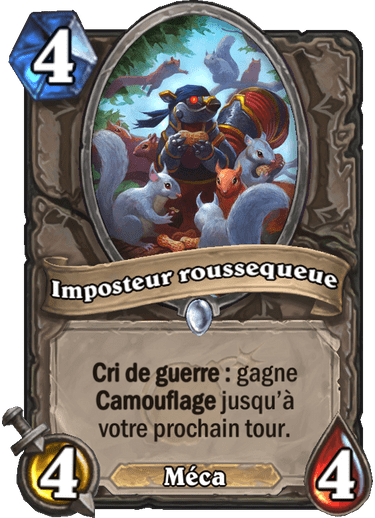 4
Imposteur roussequeue
Cri de guerre : gagne
Camouflage jusqu'à
votre prochain tour.
4
Méca
4